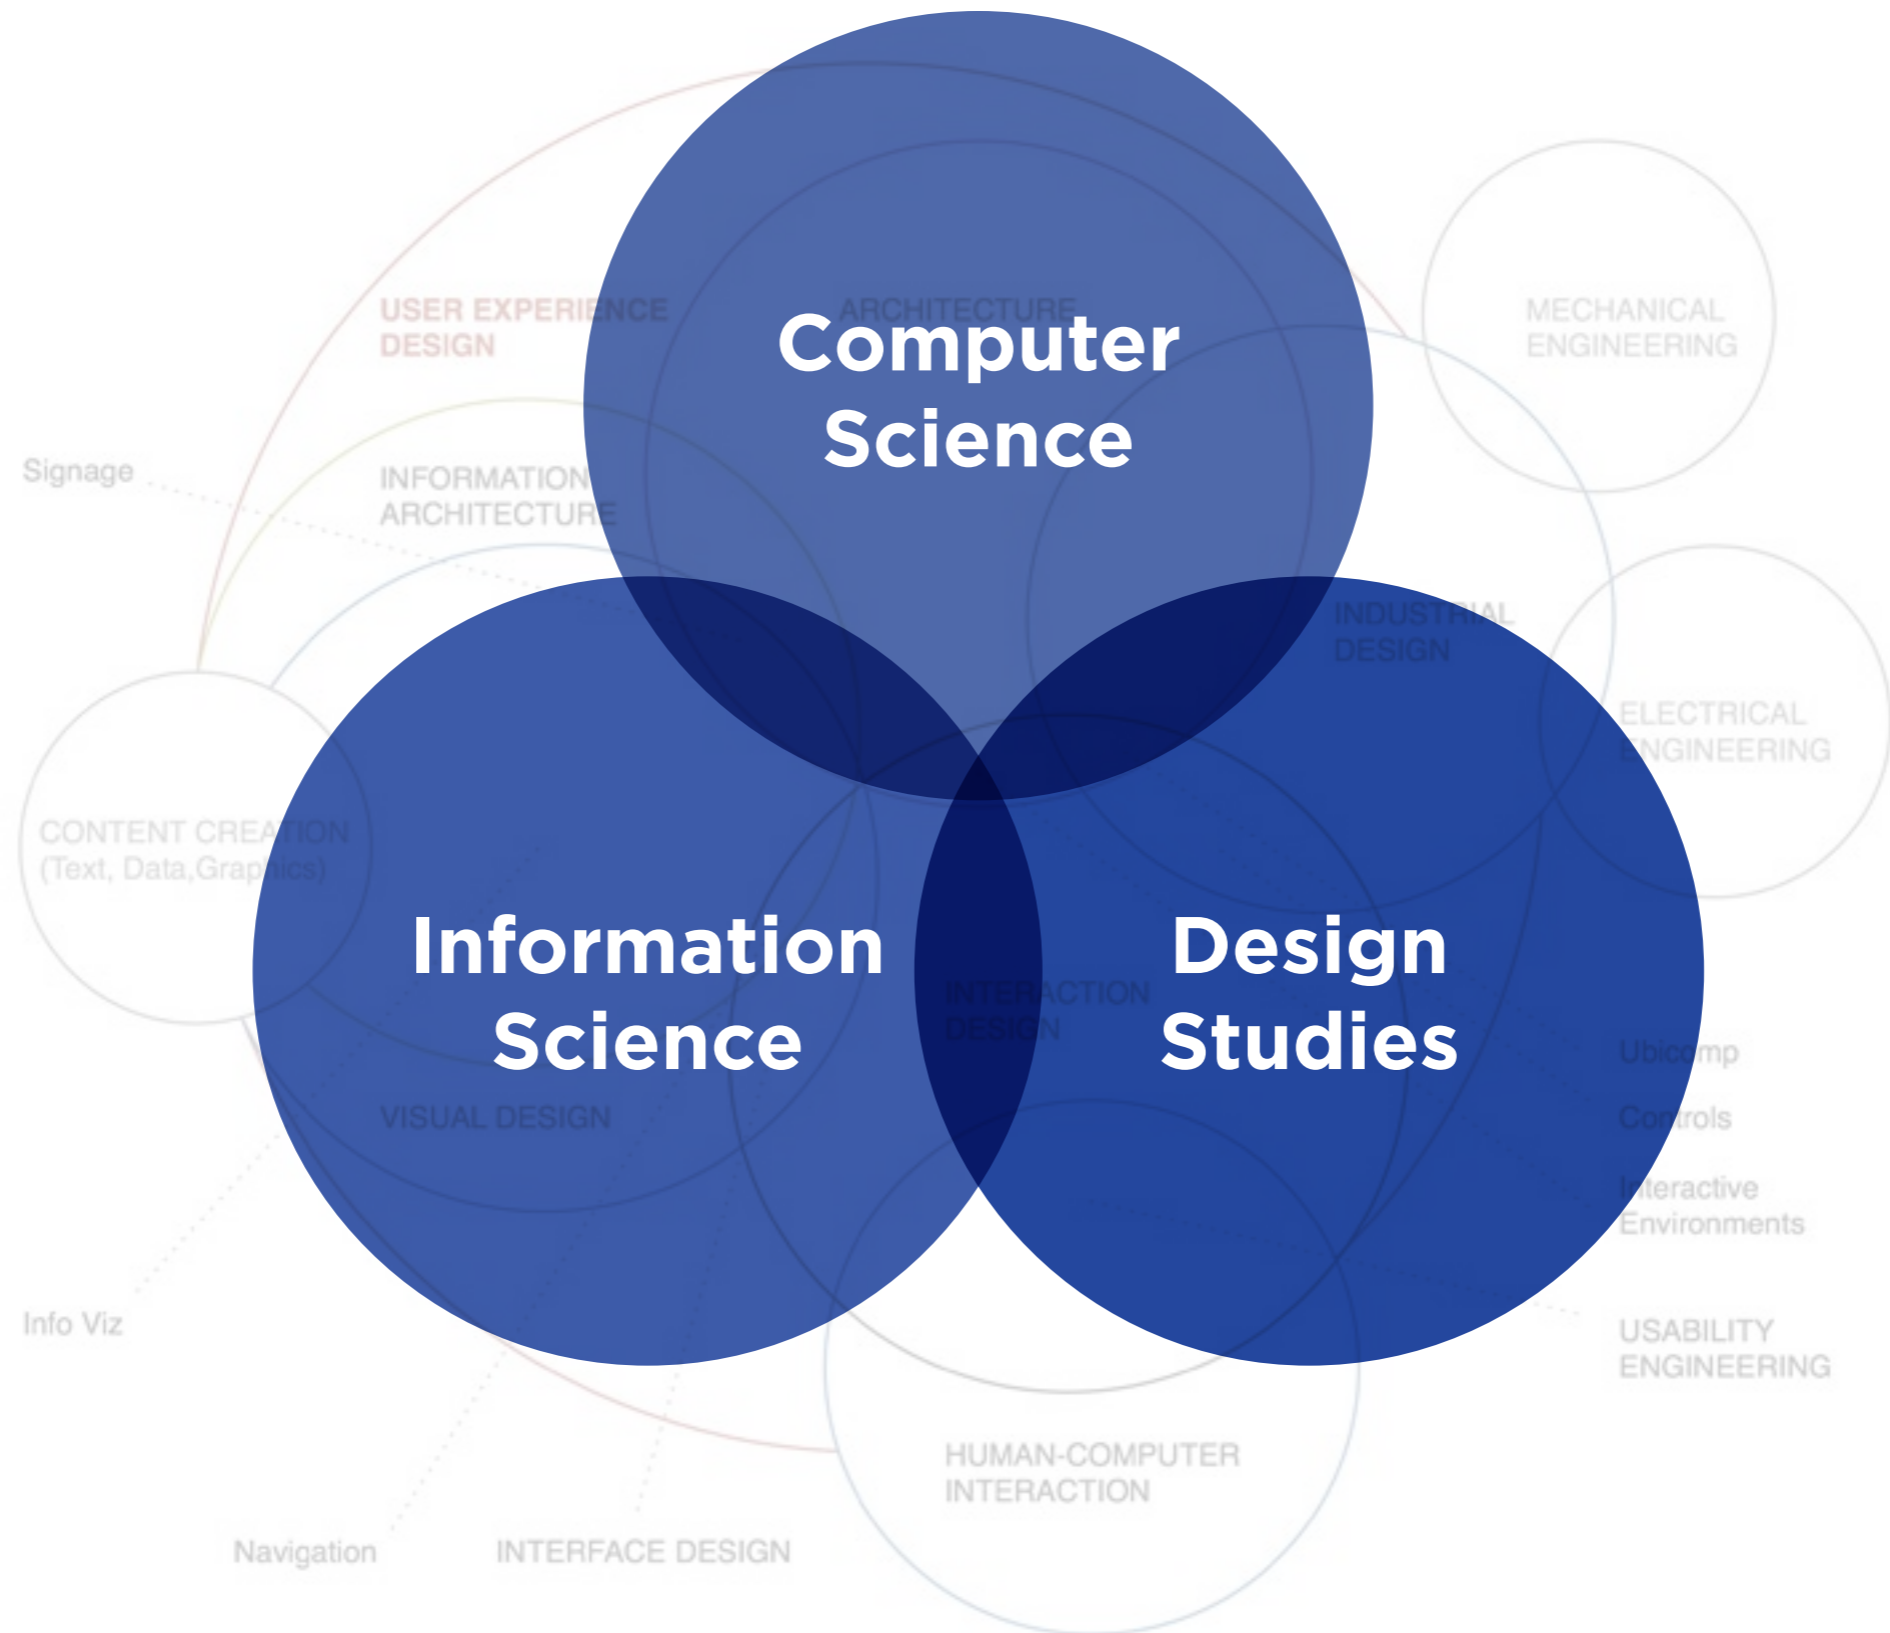 USER EXPERIENCE
DESIGN
ARCHITECTURE
Computer
Science
MECHANICAL
ENGINEERING
Signage
INFORMATION
ARCHITECTURE
INDUSTRIAL
DESIGN
ELECTRICAL
ENGINEERING
CONTENT CREATION
(Text, Data,Graphics)
Information
Science
Design
Studies
INTERACTION
DESIGN
VISUAL DESIGN
Ubicomp
Controls
Interactive
Environments
Info Viz
USABILITY
ENGINEERING
HUMAN-COMPUTER
INTERACTION
Navigation
INTERFACE DESIGN